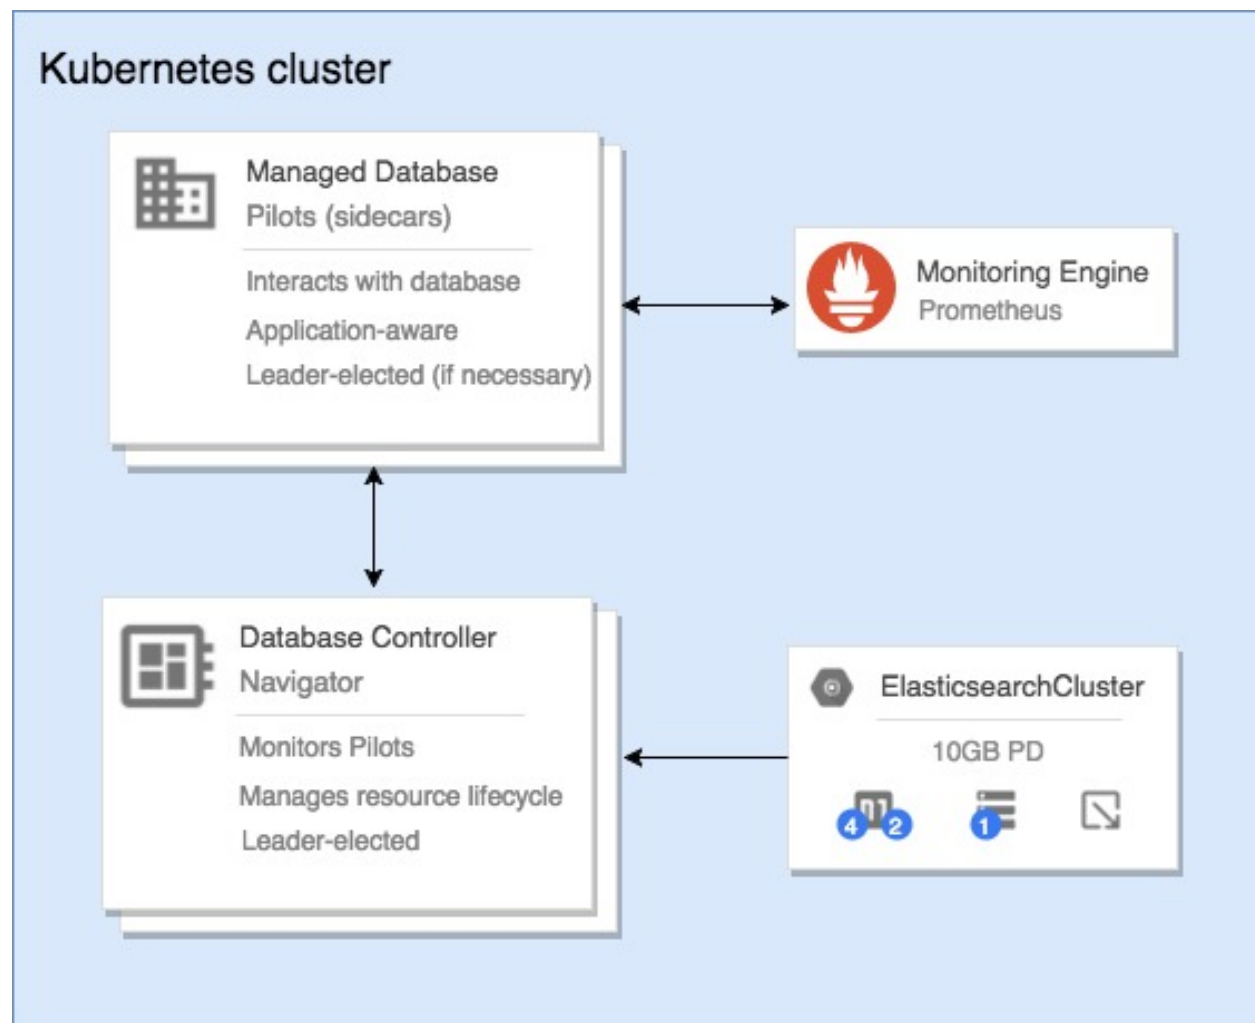 Kubernetes cluster
Managed Database
Pilots (sidecars)
Interacts with database
Application-aware
Leader-elected (if necessary)
Monitoring Engine
Prometheus
Database Controller
Navigator
Monitors Pilots
Manages resource lifecycle
Leader-elected
ElasticsearchCluster
10GB PD
4 2 1